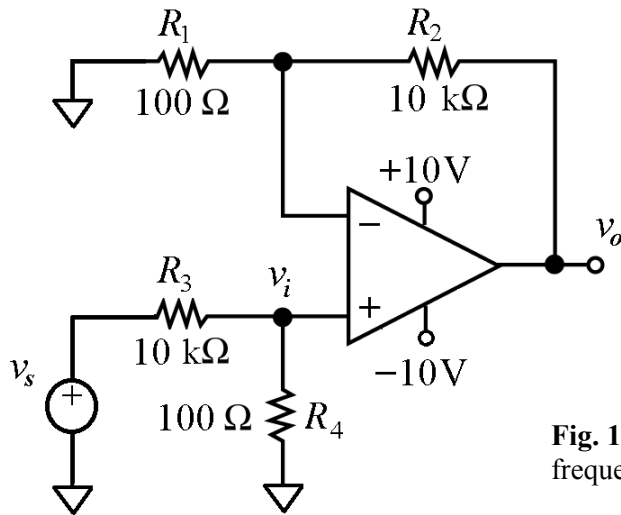 R1
R2
100 Ω
10 kΩ
+10V
−
vo
R3
vi
+
10 kΩ
−10V
vs
+
100 Ω
R4
Fig. 1
freque